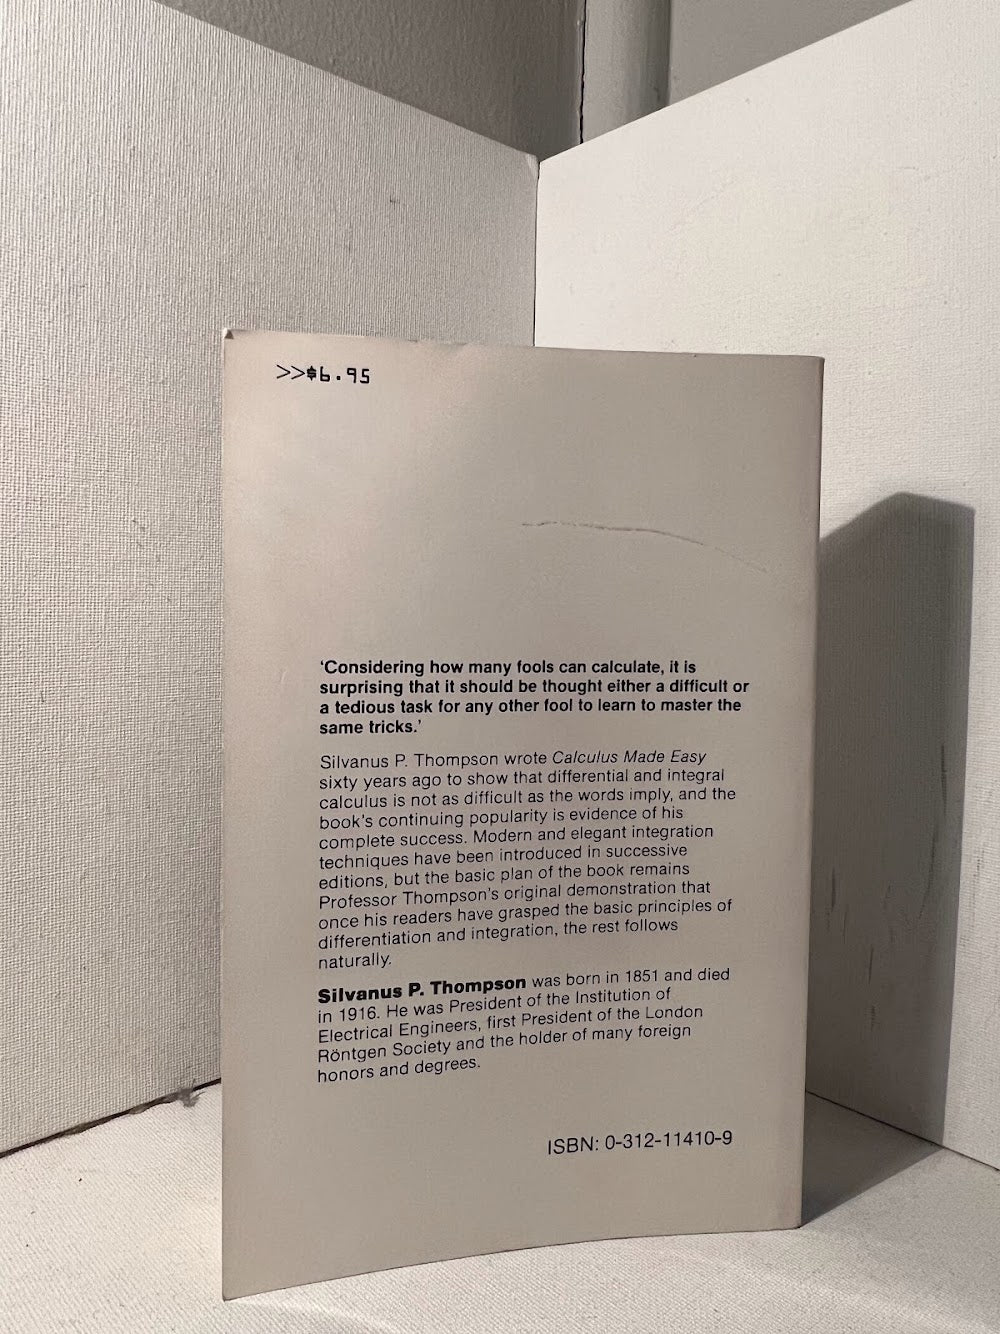 >>$6.95
‘Considering how many fools can calculate, it is
surprising that it should be thought either a difficult or
a tedious task for any other fool to learn to master the
same tricks.’
Silvanus P. Thompson wrote Calculus Made Easy
sixty years ago to show that differential and integral
calculus is not as difficult as the words imply, and the
book's continuing popularity is evidence of his
complete success. Modern and elegant integration
techniques have been introduced in successive
editions, but the basic plan of the book remains
Professor Thompson's original demonstration that
once his readers have grasped the basic principles of
differentiation and integration, the rest follows
naturally.
Silvanus P. Thompson was born in 1851 and died
in 1916. He was President of the Institution of
Electrical Engineers, first President of the London
Röntgen Society and the holder of many foreign
honors and degrees.
ISBN: 0-312-11410-9